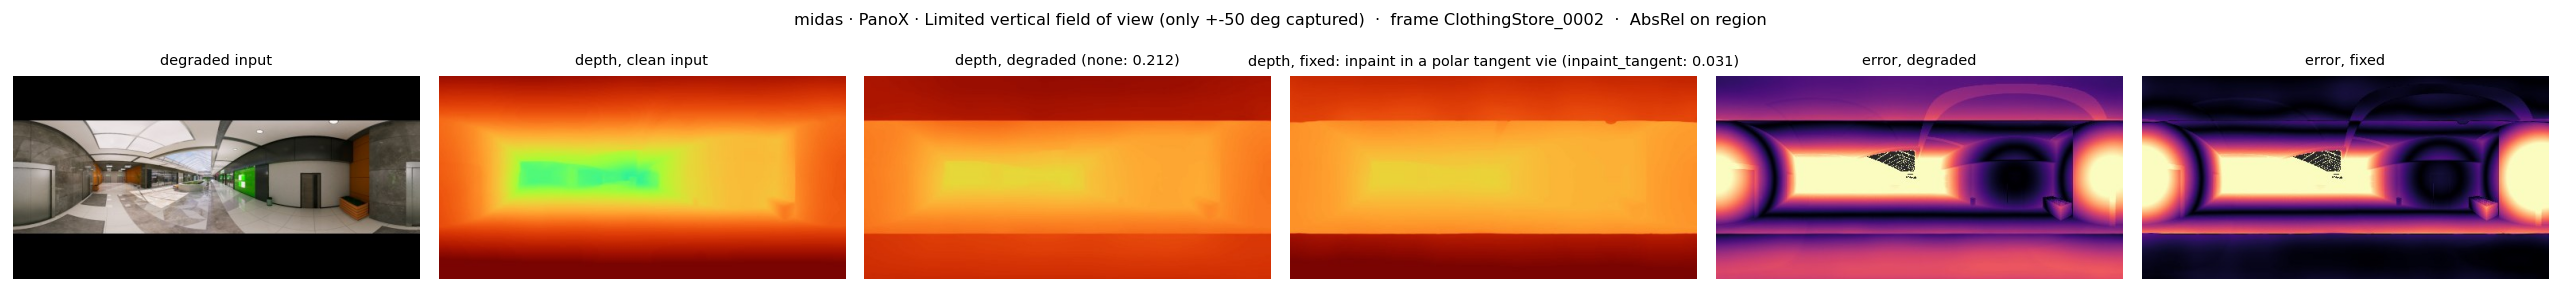 midas · PanoX · Limited vertical field of view (only +-50 deg captured)  ·  frame ClothingStore_0002  ·  AbsRel on region
degraded input
depth, clean input
depth, degraded (none: 0.212)
depth, fixed: inpaint in a polar tangent vie (inpaint_tangent: 0.031)
error, degraded
error, fixed